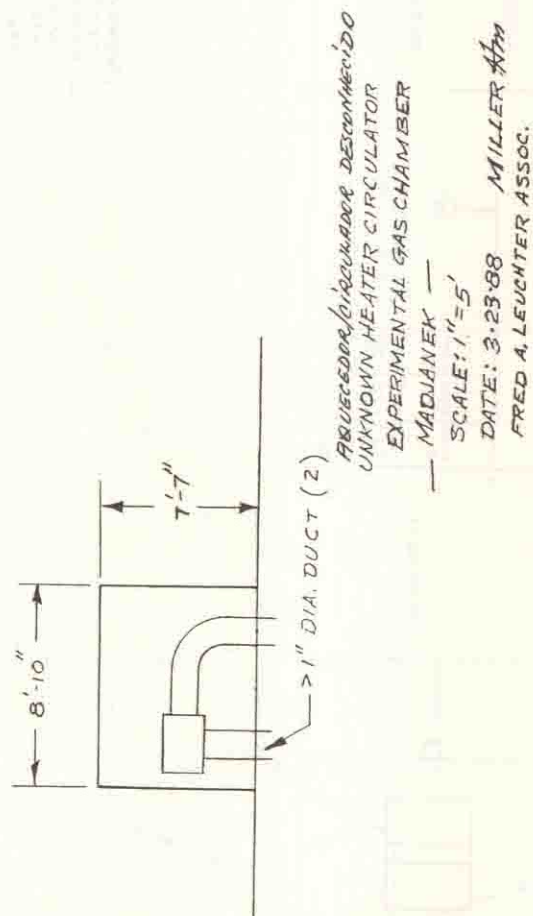 8'-10"
7'-7"
>1" DIA. DUCT (2)
AQUECEDOR/CIRCULADOR DESCONHECIDO
UNKNOWN HEATER CIRCULATOR
EXPERIMENTAL GAS CHAMBER
— MADJANEK —
SCALE: 1"=5'
DATE: 3·23·88 MILLER
FRED A. LEUCHTER ASSOC.